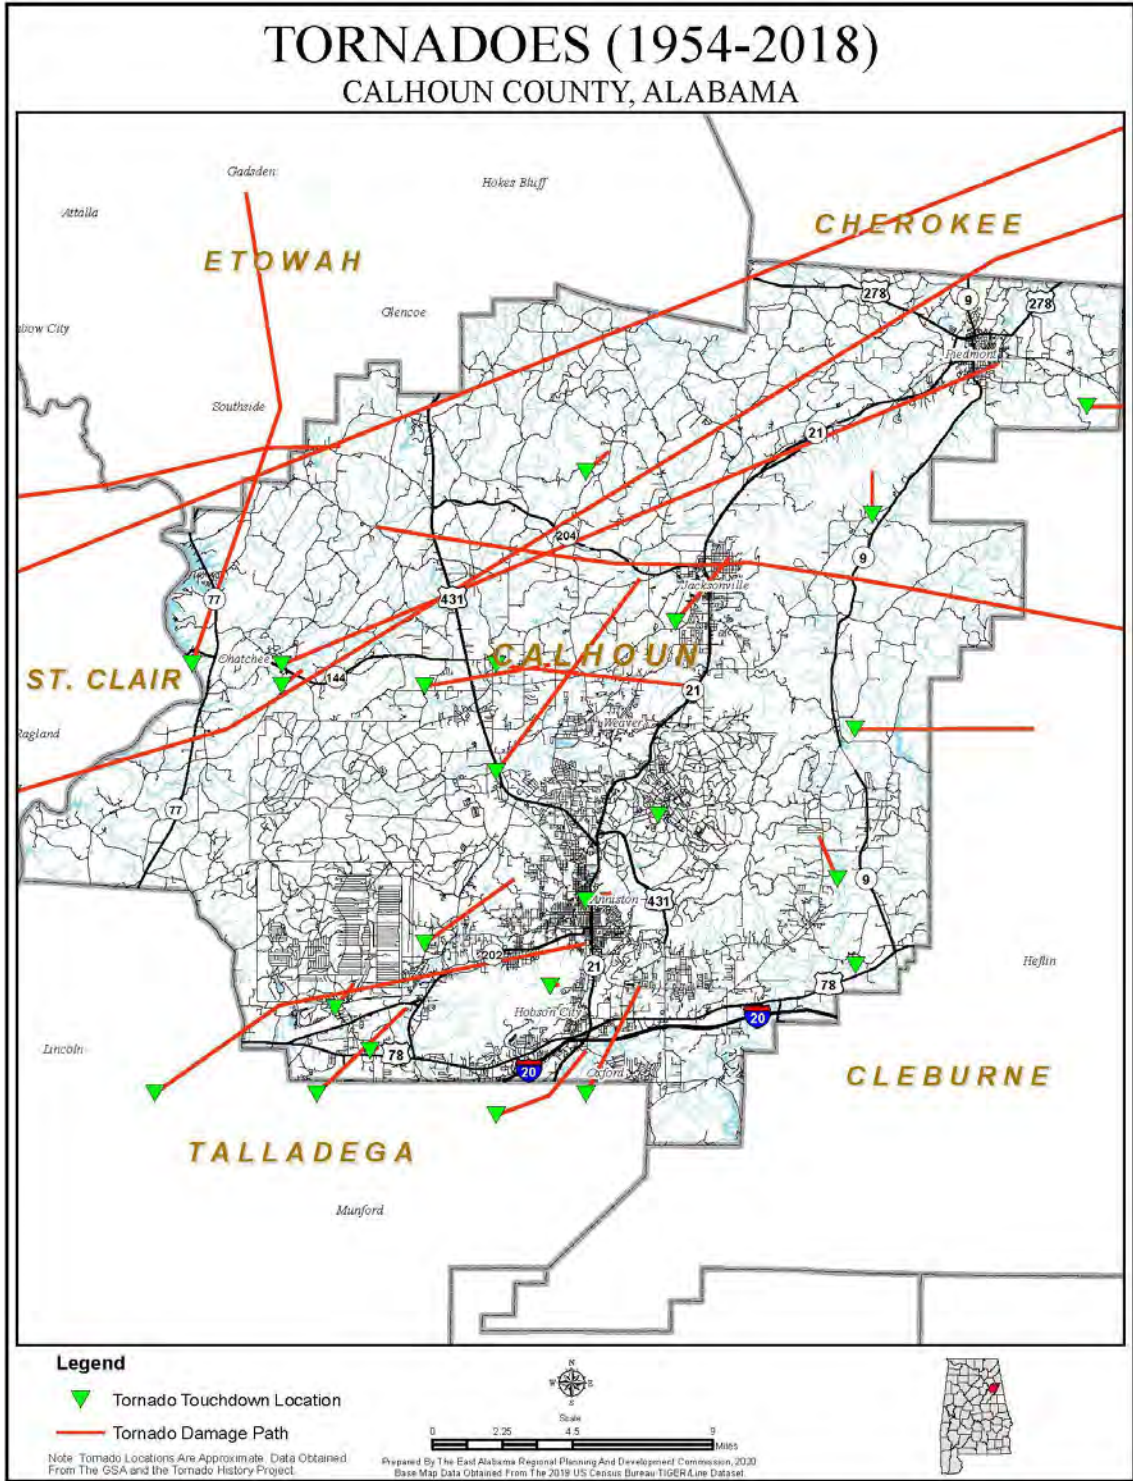 TORNADOES (1954-2018)
CALHOUN COUNTY, ALABAMA
Gadsden
Hokes Bluff
Attalla
CHEROKEE
ETOWAH
278
9
278
Glencoe
bow City
Piedmont
Southside
21
204
9
Jacksonville
77
431
Ohatchee
CALHOUN
ST. CLAIR
144
21
Weaver
Ragland
77
9
Anniston
431
202
21
Heflin
78
Hobson City
20
Lincoln
78
20
Oxford
CLEBURNE
TALLADEGA
Munford
Legend
Tornado Touchdown Location
Tornado Damage Path
Note: Tornado Locations Are Approximate. Data Obtained
From The GSA and the Tornado History Project.
N
W E
S
Scale
0 2.25 4.5 9
Miles
Prepared By The East Alabama Regional Planning And Development Commission, 2020
Base Map Data Obtained From The 2019 US Census Bureau TIGER/Line Dataset.